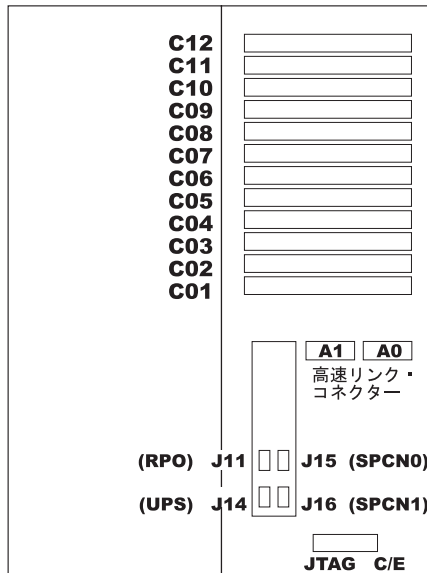 C12
C11
C10
C09
C08
C07
C06
C05
C04
C03
C02
C01
A1 A0
高速リンク・
コネクター
(RPO) J11 J15 (SPCN0)
(UPS) J14 J16 (SPCN1)
JTAG C/E